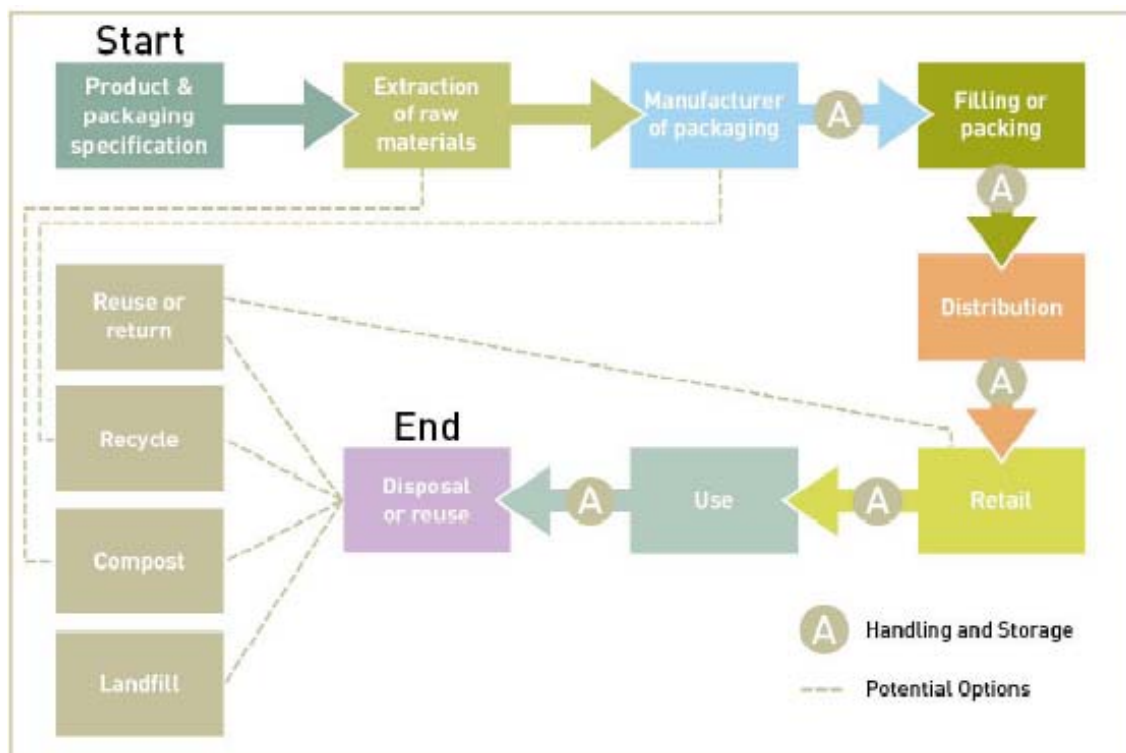 Start
Product &
packaging
specification
Extraction
of raw
materials
Manufacturer
of packaging
A
Filling or
packing
A
Distribution
A
Retail
A
Use
A
End
Disposal
or reuse
Reuse or
return
Recycle
Compost
Landfill
A Handling and Storage
Potential Options